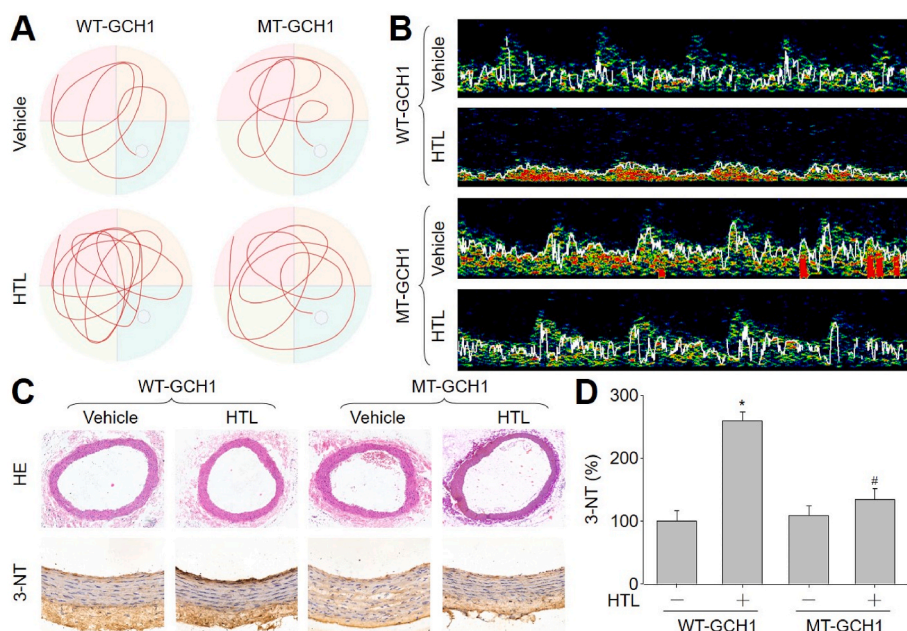 A
WT-GCH1
MT-GCH1
Vehicle
HTL
B
WT-GCH1
Vehicle
HTL
MT-GCH1
Vehicle
HTL
C
WT-GCH1
MT-GCH1
Vehicle
HTL
Vehicle
HTL
HE
3-NT
D
3-NT (%)
300
200
100
0
*
#
HTL
— + — +
WT-GCH1
MT-GCH1